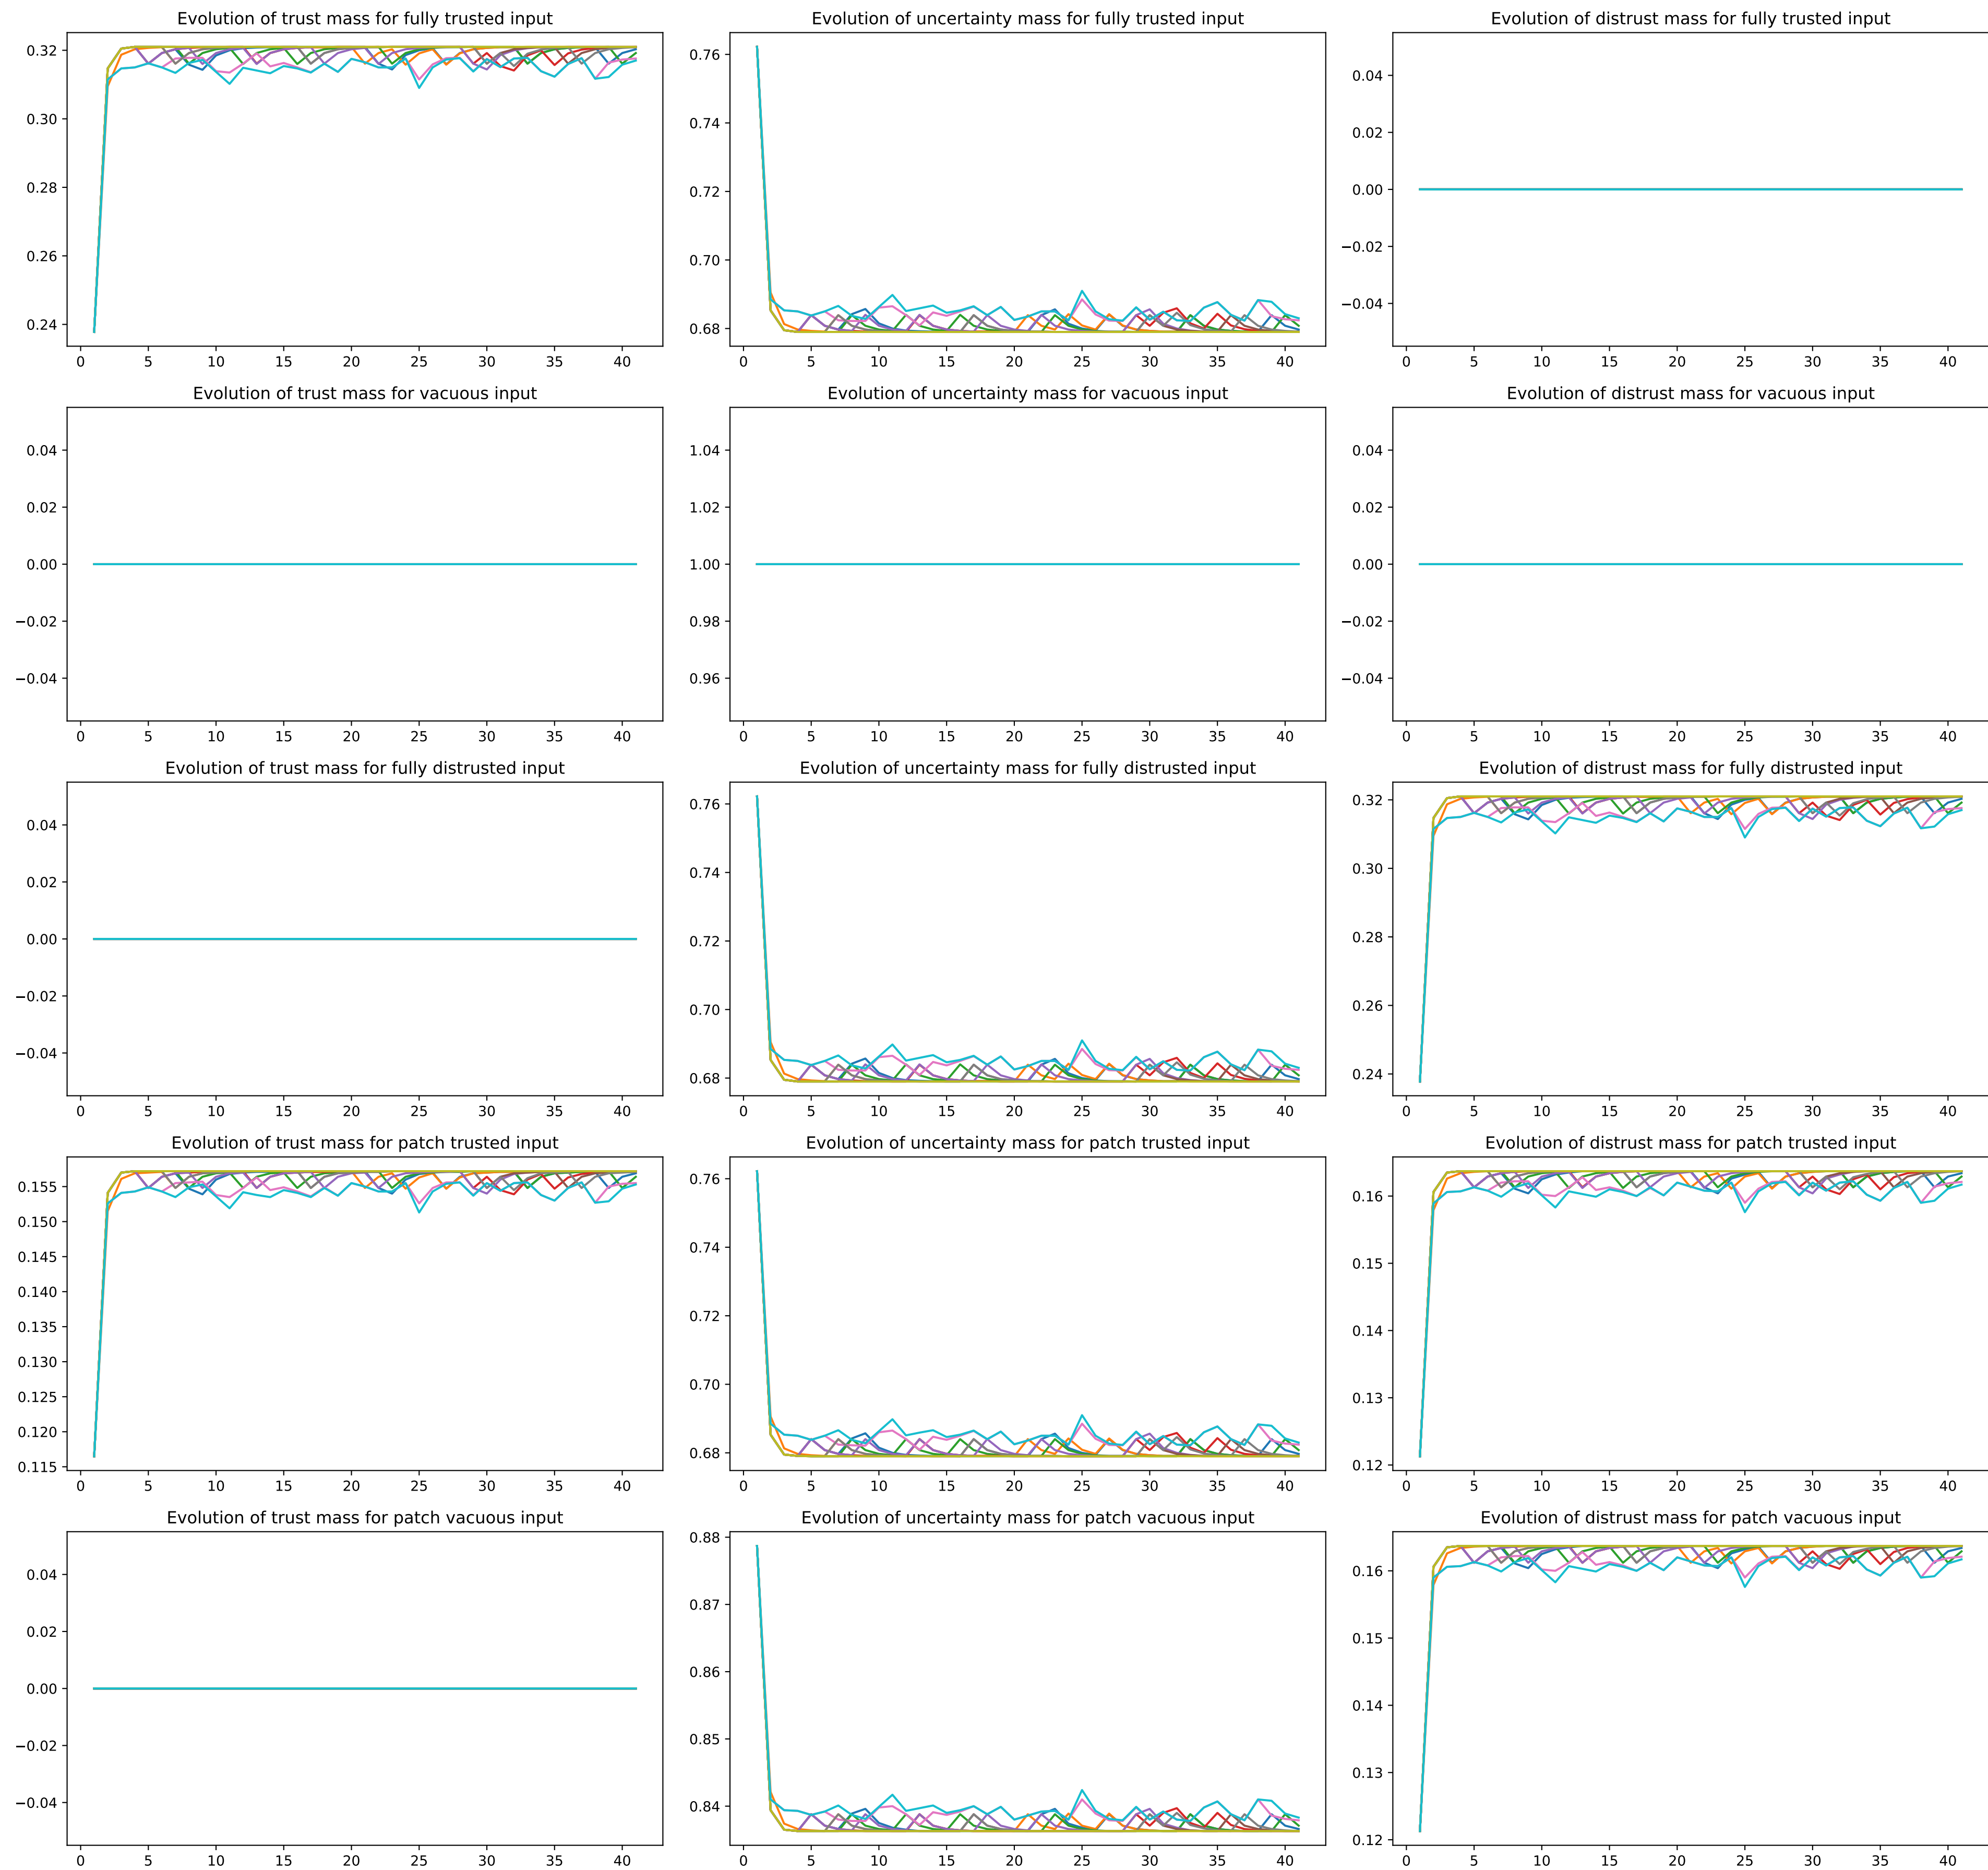 Evolution of trust mass for fully trusted input
0.32
0.30
0.28
0.26
0.24
0 5 10 15 20 25 30 35 40
Evolution of uncertainty mass for fully trusted input
0.76
0.74
0.72
0.70
0.68
0 5 10 15 20 25 30 35 40
Evolution of distrust mass for fully trusted input
0.04
0.02
0.00
−0.02
−0.04
0 5 10 15 20 25 30 35 40
Evolution of trust mass for vacuous input
0.04
0.02
0.00
−0.02
−0.04
0 5 10 15 20 25 30 35 40
Evolution of uncertainty mass for vacuous input
1.04
1.02
1.00
0.98
0.96
0 5 10 15 20 25 30 35 40
Evolution of distrust mass for vacuous input
0.04
0.02
0.00
−0.02
−0.04
0 5 10 15 20 25 30 35 40
Evolution of trust mass for fully distrusted input
0.04
0.02
0.00
−0.02
−0.04
0 5 10 15 20 25 30 35 40
Evolution of uncertainty mass for fully distrusted input
0.76
0.74
0.72
0.70
0.68
0 5 10 15 20 25 30 35 40
Evolution of distrust mass for fully distrusted input
0.32
0.30
0.28
0.26
0.24
0 5 10 15 20 25 30 35 40
Evolution of trust mass for patch trusted input
0.155
0.150
0.145
0.140
0.135
0.130
0.125
0.120
0.115
0 5 10 15 20 25 30 35 40
Evolution of uncertainty mass for patch trusted input
0.76
0.74
0.72
0.70
0.68
0 5 10 15 20 25 30 35 40
Evolution of distrust mass for patch trusted input
0.16
0.15
0.14
0.13
0.12
0 5 10 15 20 25 30 35 40
Evolution of trust mass for patch vacuous input
0.04
0.02
0.00
−0.02
−0.04
0 5 10 15 20 25 30 35 40
Evolution of uncertainty mass for patch vacuous input
0.88
0.87
0.86
0.85
0.84
0 5 10 15 20 25 30 35 40
Evolution of distrust mass for patch vacuous input
0.16
0.15
0.14
0.13
0.12
0 5 10 15 20 25 30 35 40